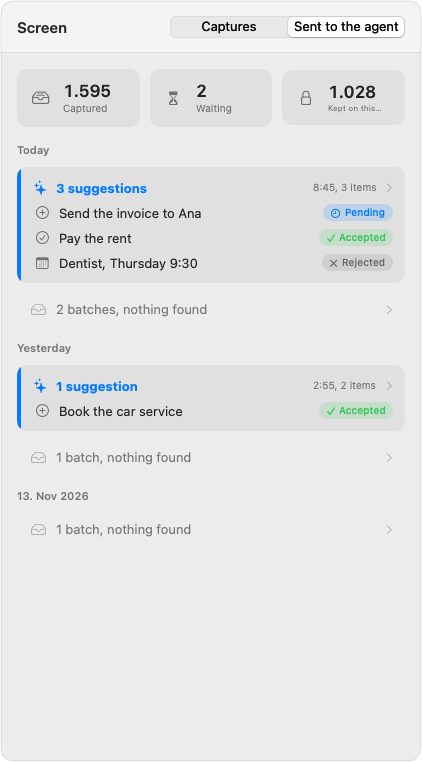 Screen
Captures
Sent to the agent
1.595
Captured
2
Waiting
1.028
Kept on this...
Today
3 suggestions
8:45, 3 items
Send the invoice to Ana
Pending
Pay the rent
Accepted
Dentist, Thursday 9:30
Rejected
2 batches, nothing found
Yesterday
1 suggestion
2:55, 2 items
Book the car service
Accepted
1 batch, nothing found
13. Nov 2026
1 batch, nothing found